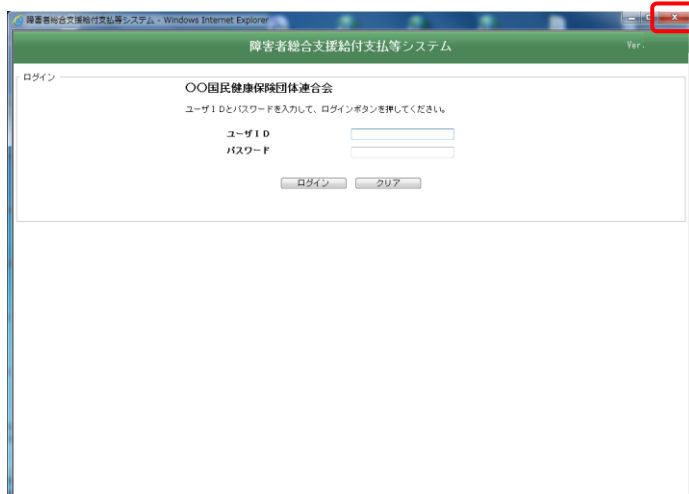 障害者総合支援給付支払等システム - Windows Internet Explorer
障害者総合支援給付支払等システム
Ver.
ログイン
〇〇国民健康保険団体連合会
ユーザIDとパスワードを入力して、ログインボタンを押してください。
ユーザID
パスワード
ログイン クリア